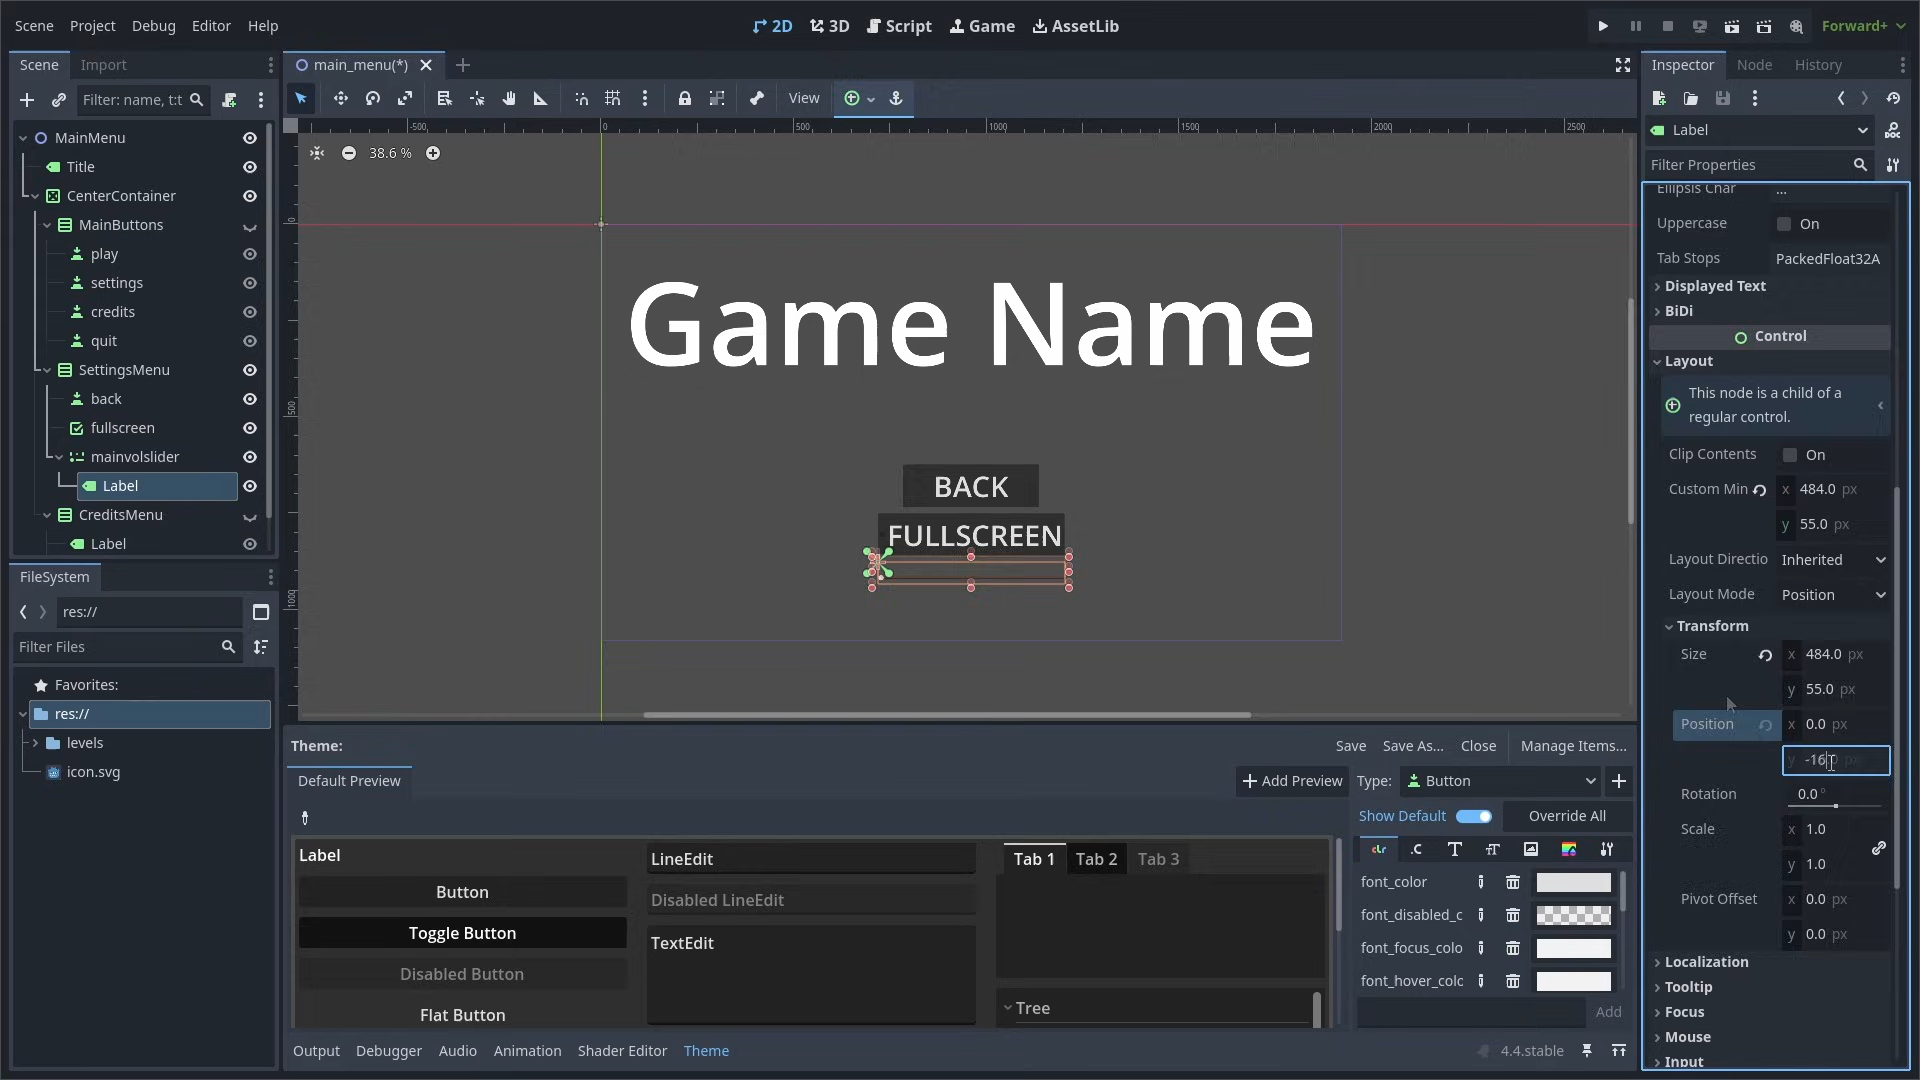 Scene Project Debug Editor Help
2D 3D Script Game AssetLib
Forward+
Scene Import
Filter: name, t:t
MainMenu
Title
CenterContainer
MainButtons
play
settings
credits
quit
SettingsMenu
back
fullscreen
mainvolslider
Label
CreditsMenu
Label
FileSystem
res://
Filter Files
Favorites:
res://
levels
icon.svg
main_menu(*)
View
-500 0 500 1000 1500 2000 2500
38.6 %
0
500
1000
Game Name
BACK
FULLSCREEN
Theme: Save Save As... Close Manage Items...
Default Preview
Add Preview Type: Button
Show Default Override All
Label
Button
Toggle Button
Disabled Button
Flat Button
LineEdit
Disabled LineEdit
TextEdit
Tab 1 Tab 2 Tab 3
Tree
font_color
font_disabled_c
font_focus_colo
font_hover_colc
Add
Output Debugger Audio Animation Shader Editor Theme
4.4.stable
Inspector Node History
Label
Filter Properties
Ellipsis Char ...
Uppercase On
Tab Stops PackedFloat32A
Displayed Text
BiDi
Control
Layout
This node is a child of a
regular control.
Clip Contents On
Custom Min x 484.0 px
y 55.0 px
Layout Directio Inherited
Layout Mode Position
Transform
Size x 484.0 px
y 55.0 px
Position x 0.0 px
y -16 px
Rotation 0.0 °
Scale x 1.0
y 1.0
Pivot Offset x 0.0 px
y 0.0 px
Localization
Tooltip
Focus
Mouse
Input